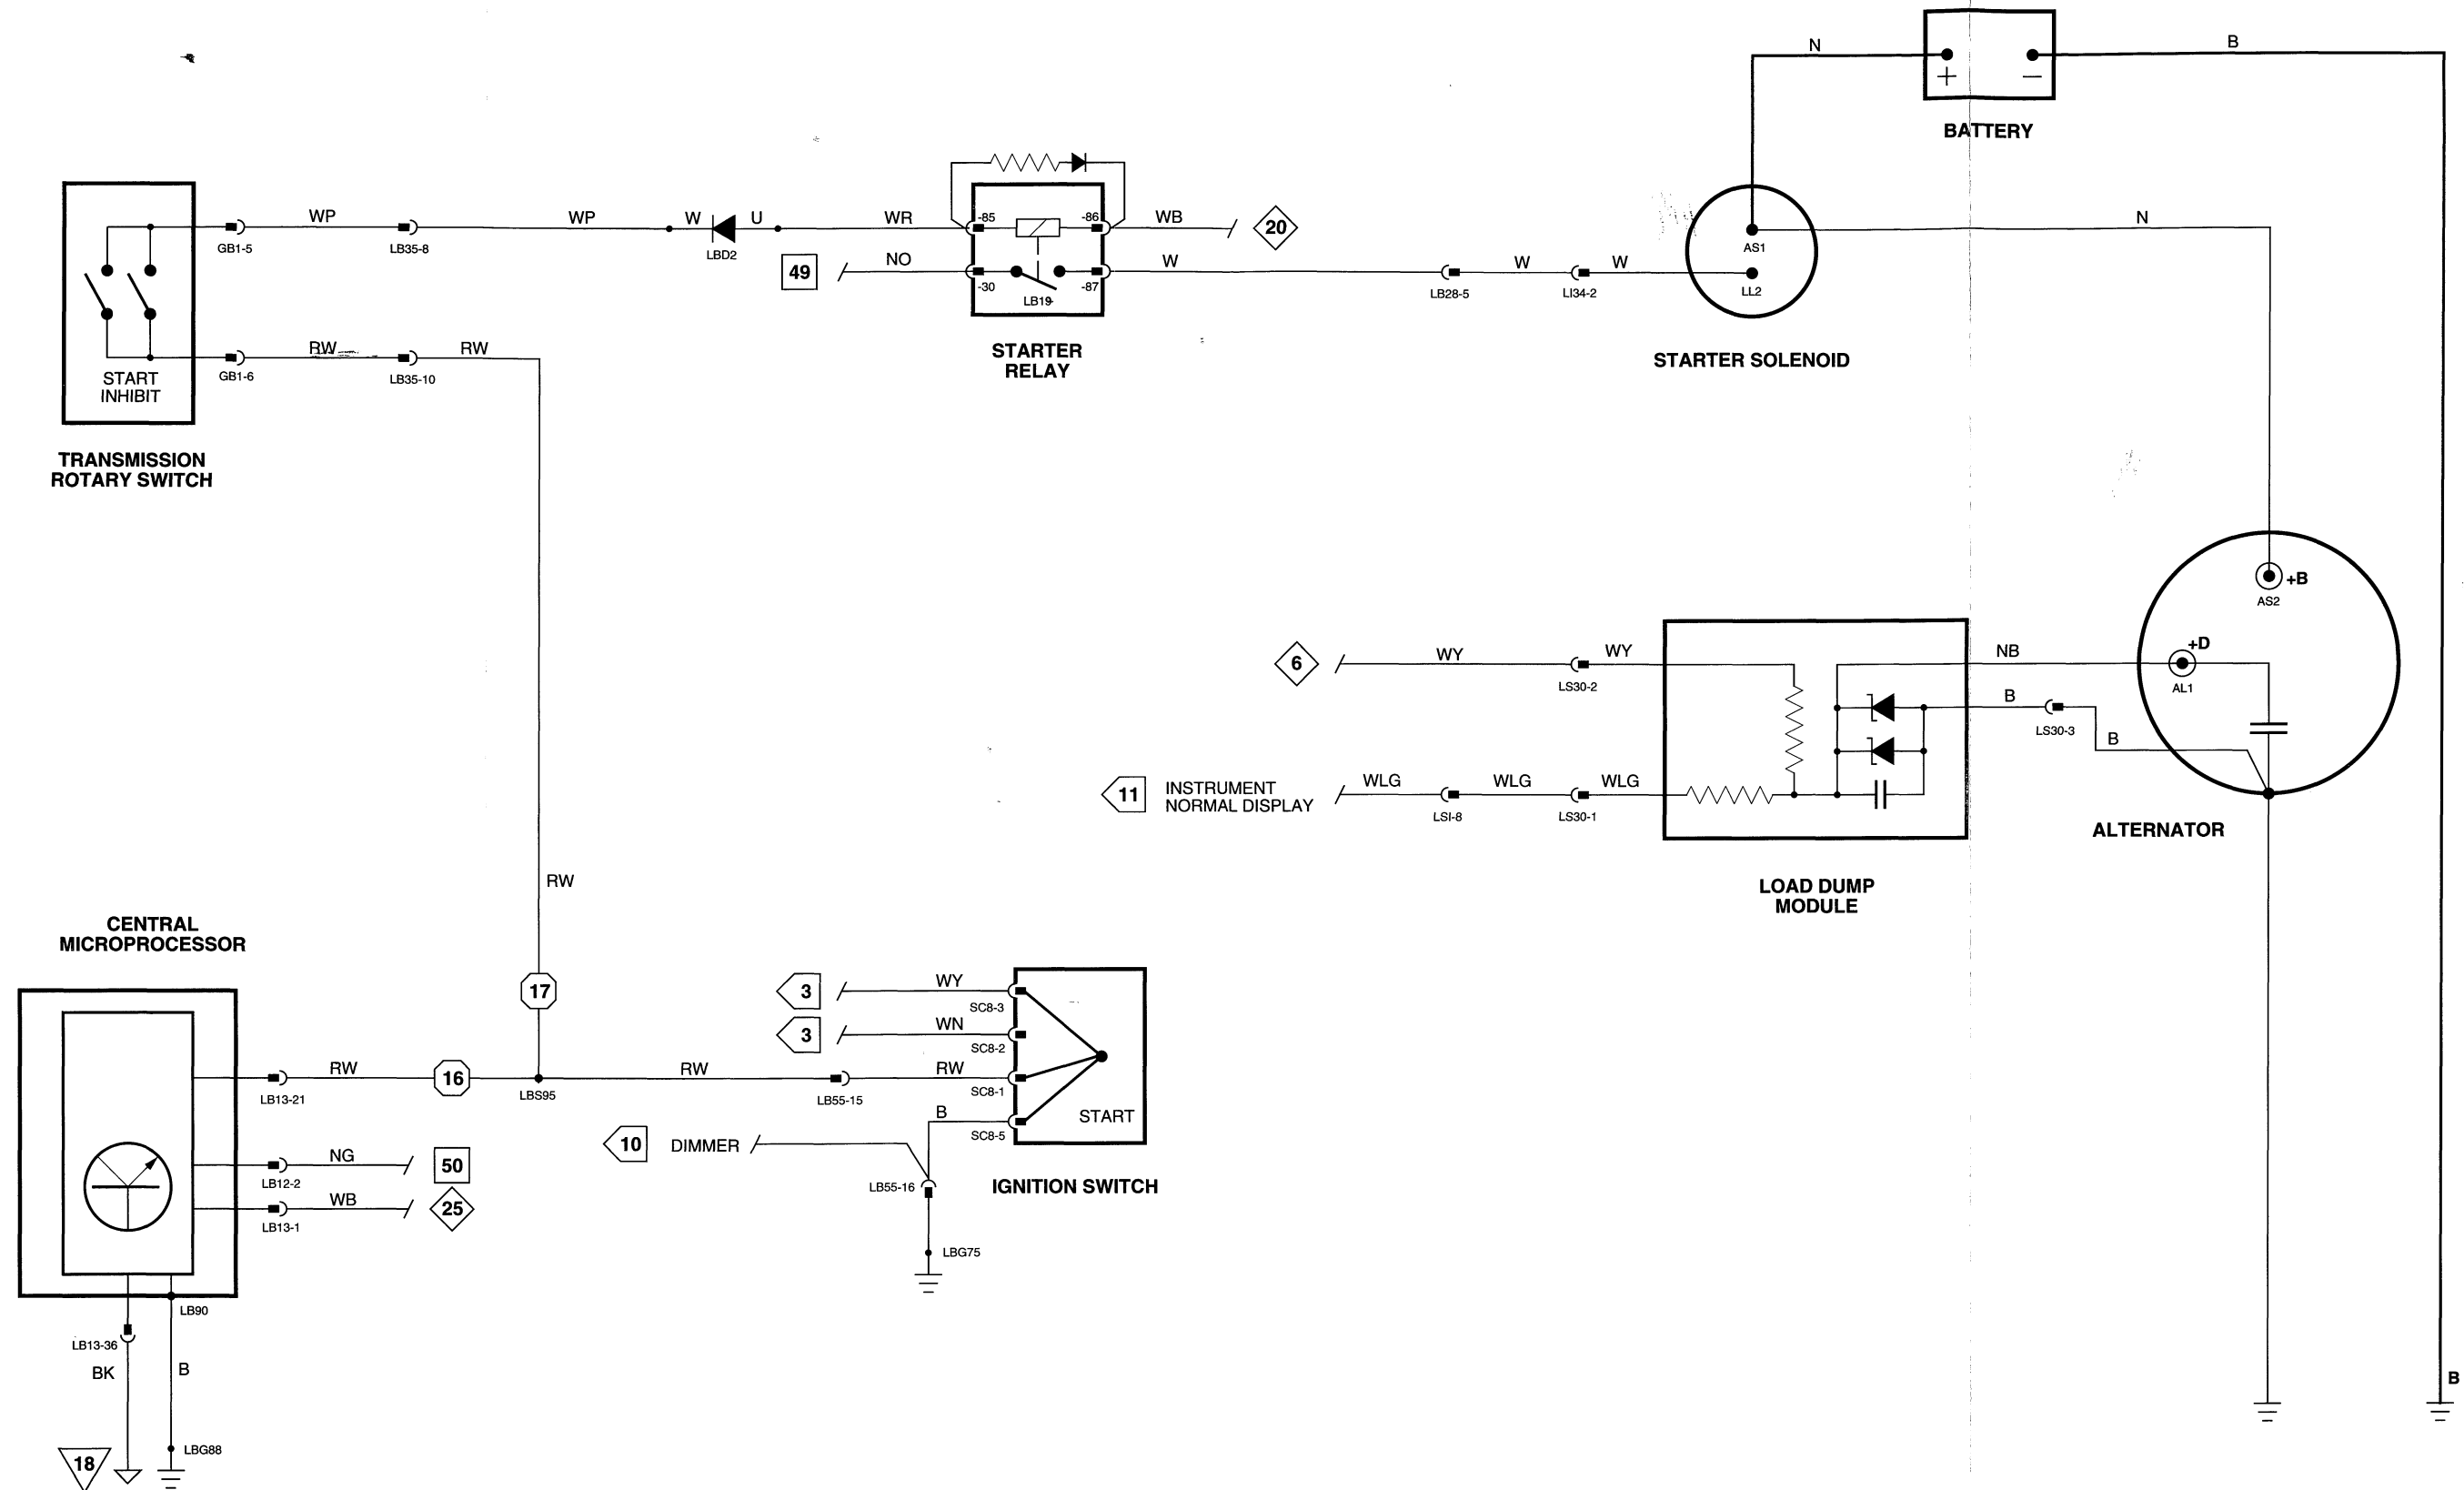 N
B
+
−
BATTERY
WP
WP
W
U
WR
-85
-86
WB
20
GB1-5
LB35-8
LBD2
49
NO
-30
LB19
-87
W
W
W
LB28-5
LI34-2
AS1
LL2
N
STARTER
RELAY
STARTER SOLENOID
RW
RW
GB1-6
LB35-10
START
INHIBIT
TRANSMISSION
ROTARY SWITCH
+B
AS2
6
WY
WY
LS30-2
NB
+D
AL1
B
LS30-3
B
11
INSTRUMENT
NORMAL DISPLAY
WLG
WLG
WLG
LSI-8
LS30-1
ALTERNATOR
LOAD DUMP
MODULE
RW
CENTRAL
MICROPROCESSOR
17
3
WY
SC8-3
3
WN
SC8-2
RW
16
RW
RW
LB13-21
LBS95
LB55-15
SC8-1
START
B
SC8-5
10
DIMMER
NG
50
LB12-2
WB
25
LB13-1
LB55-16
IGNITION SWITCH
LBG75
LB90
LB13-36
BK
B
B
LBG88
18